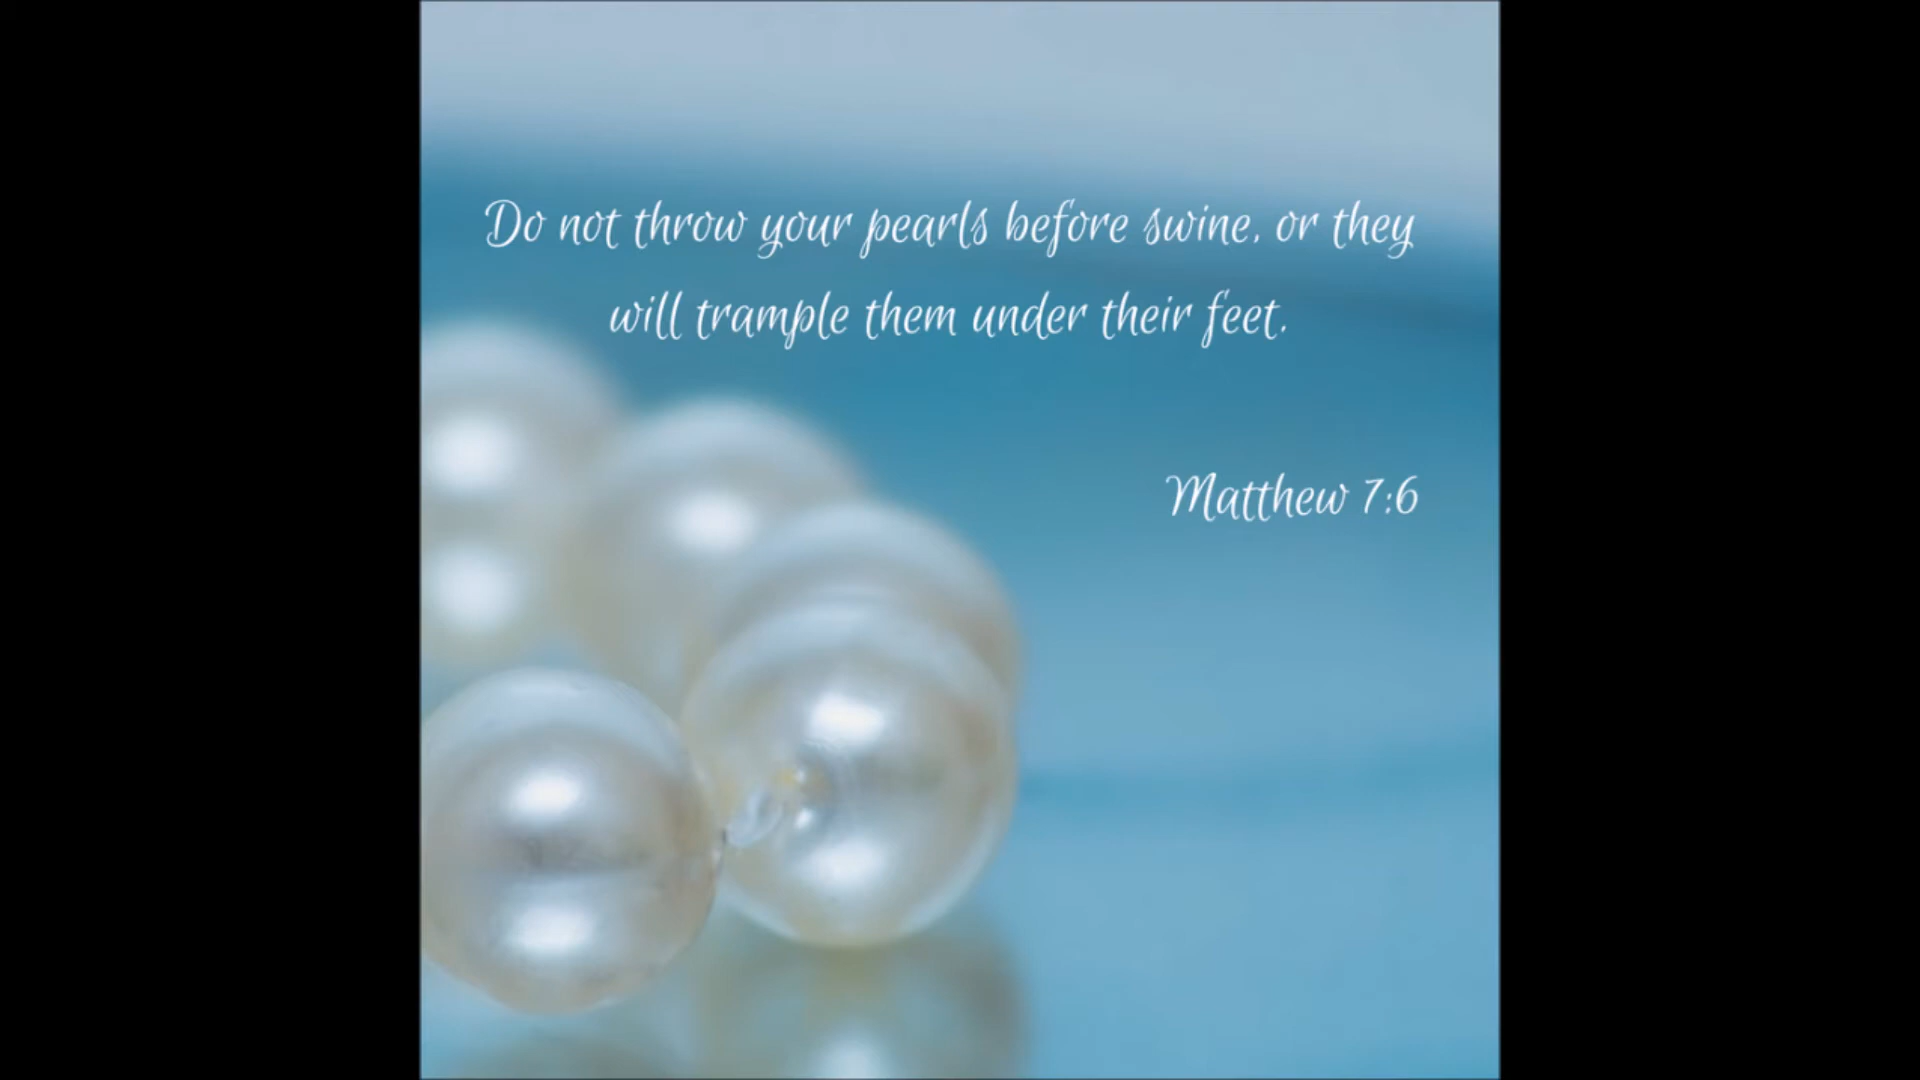 Do not throw your pearls before swine, or they
will trample them under their feet.
Matthew 7:6